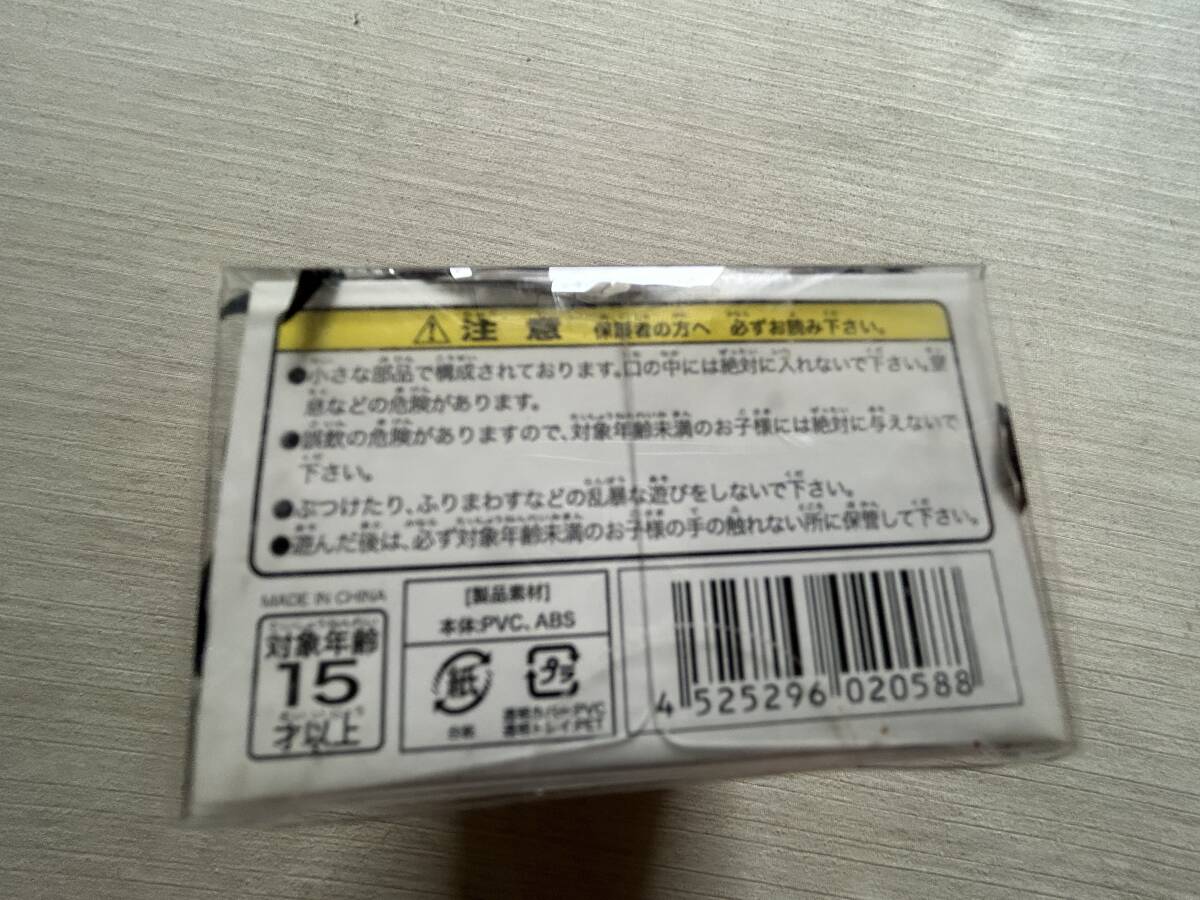 注意 保護者の方へ 必ずお読み下さい。
●小さな部品で構成されております。口の中には絶対に入れないで下さい。窒
息などの危険があります。
●誤飲の危険がありますので、対象年齢未満のお子様には絶対に与えないで
下さい。
●ぶつけたり、ふりまわすなどの乱暴な遊びをしないで下さい。
●遊んだ後は、必ず対象年齢未満のお子様の手の触れない所に保管して下さい。
MADE IN CHINA
対象年齢
15
才以上
[製品素材]
本体:PVC、ABS
紙
プラ
台紙
透明カバー:PVC
透明トレイ:PET
4 525296 020588